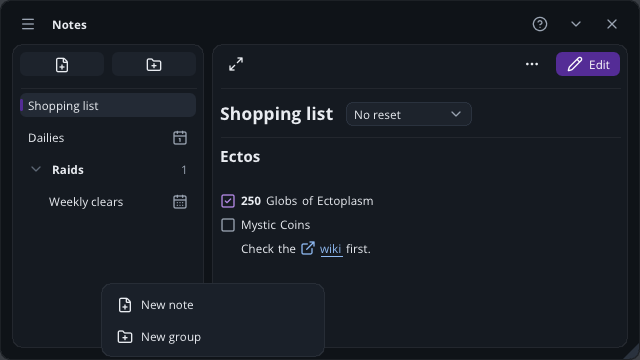 Notes
Edit
Shopping list
Dailies
Raids 1
Weekly clears
Shopping list No reset
Ectos
250 Globs of Ectoplasm
Mystic Coins
Check the wiki first.
New note
New group